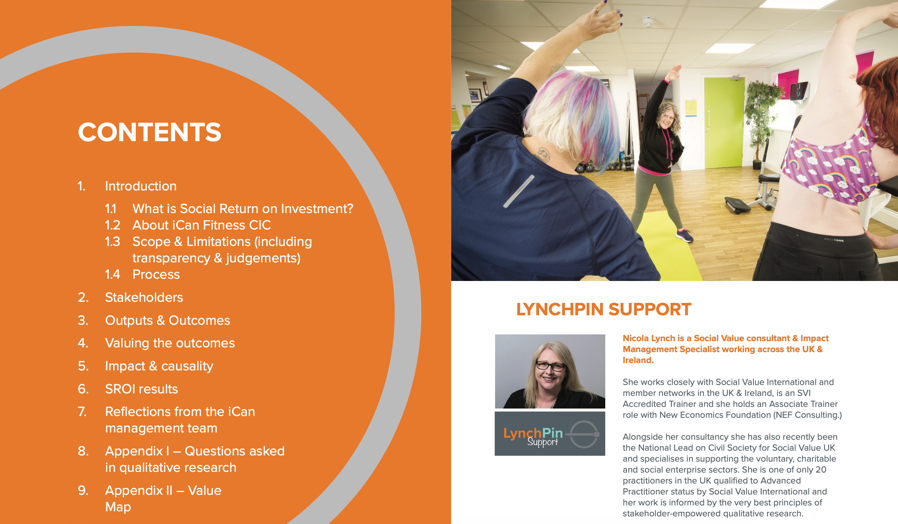 CONTENTS
1. Introduction
1.1 What is Social Return on Investment?
1.2 About iCan Fitness CIC
1.3 Scope & Limitations (including
transparency & judgements)
1.4 Process
2. Stakeholders
3. Outputs & Outcomes
4. Valuing the outcomes
5. Impact & causality
6. SROI results
7. Reflections from the iCan
management team
8. Appendix I – Questions asked
in qualitative research
9. Appendix II – Value
Map
LYNCHPIN SUPPORT
LynchPin
Support
Nicola Lynch is a Social Value consultant & Impact
Management Specialist working across the UK &
Ireland.
She works closely with Social Value International and
member networks in the UK & Ireland, is an SVI
Accredited Trainer and she holds an Associate Trainer
role with New Economics Foundation (NEF Consulting.)
Alongside her consultancy she has also recently been
the National Lead on Civil Society for Social Value UK
and specialises in supporting the voluntary, charitable
and social enterprise sectors. She is one of only 20
practitioners in the UK qualified to Advanced
Practitioner status by Social Value International and
her work is informed by the very best principles of
stakeholder-empowered qualitative research.